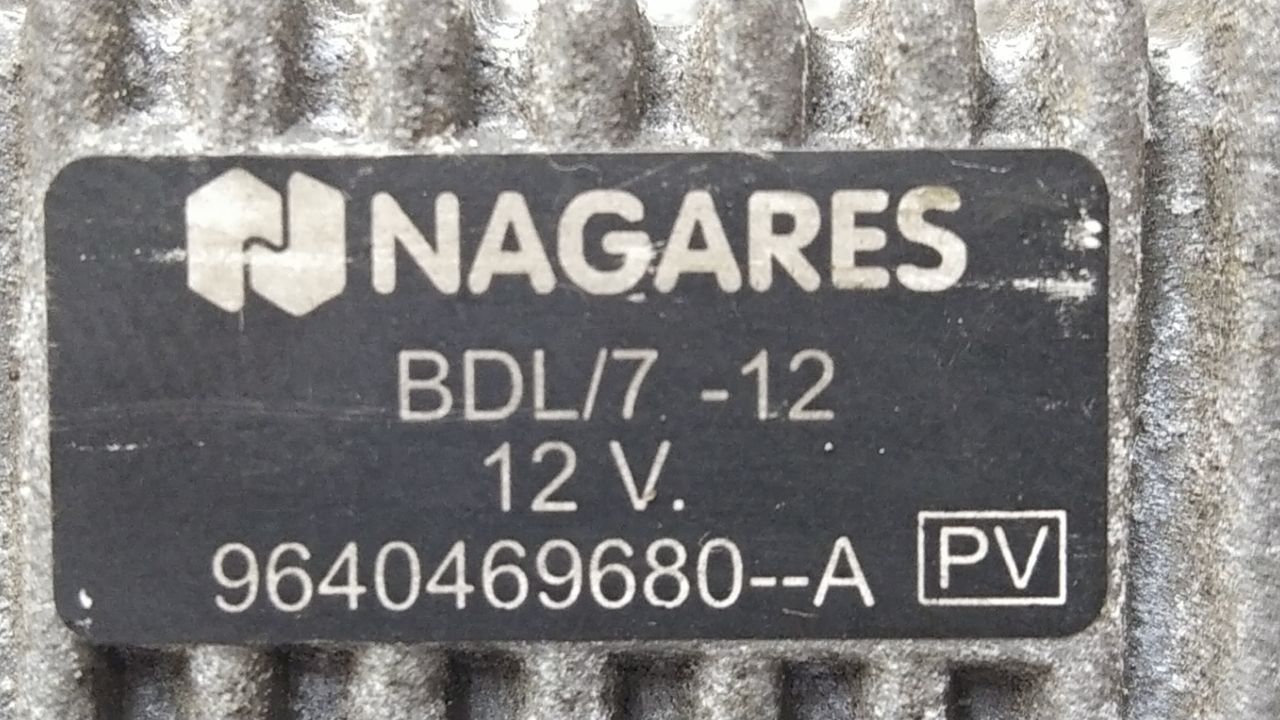 NAGARES
BDL/7 -12
12 V.
9640469680--A PV